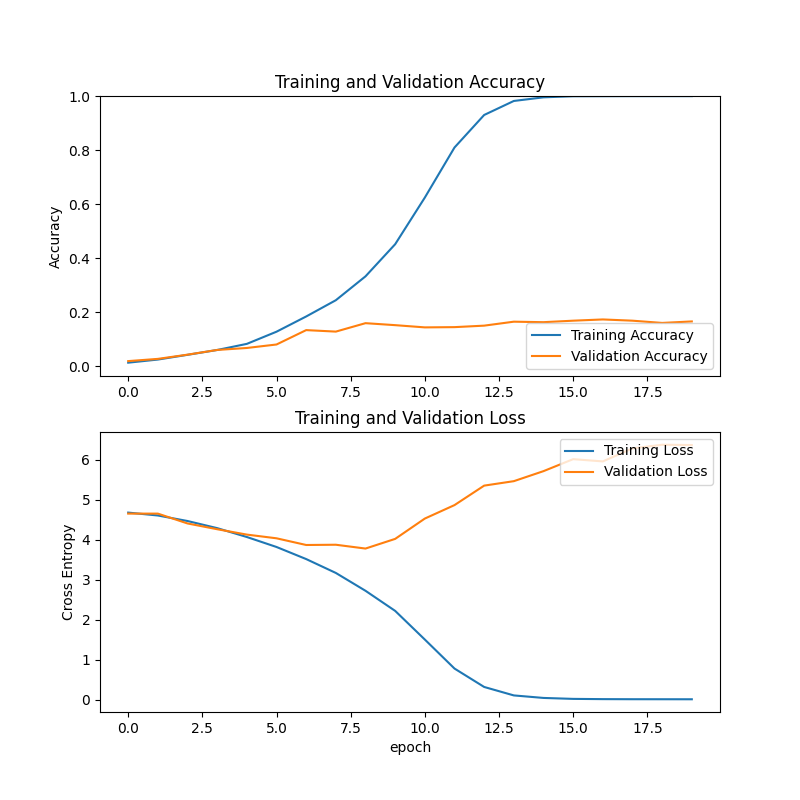 Training and Validation Accuracy
Accuracy
1.0
0.8
0.6
0.4
0.2
0.0
Training Accuracy
Validation Accuracy
0.0 2.5 5.0 7.5 10.0 12.5 15.0 17.5
Training and Validation Loss
Cross Entropy
6
5
4
3
2
1
0
Training Loss
Validation Loss
0.0 2.5 5.0 7.5 10.0 12.5 15.0 17.5
epoch